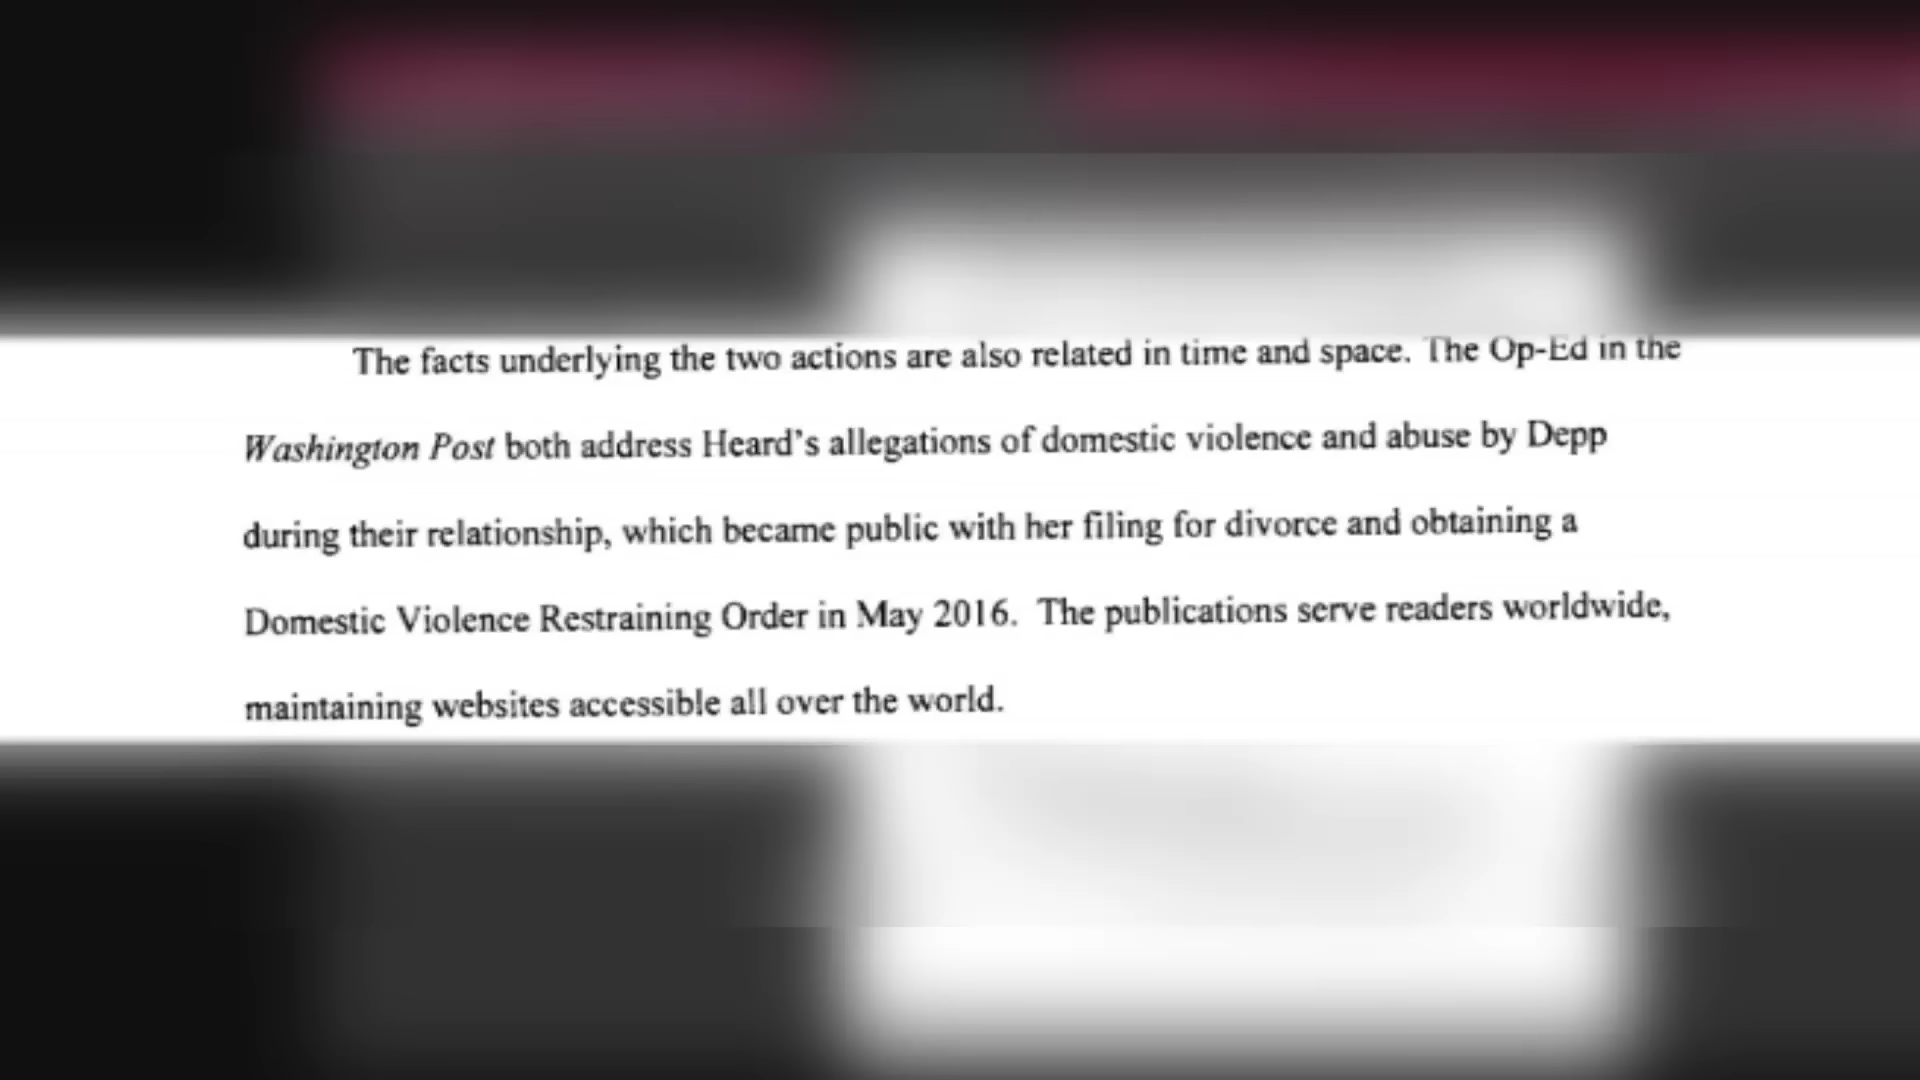 The facts underlying the two actions are also related in time and space. The Op-Ed in the
Washington Post both address Heard's allegations of domestic violence and abuse by Depp
during their relationship, which became public with her filing for divorce and obtaining a
Domestic Violence Restraining Order in May 2016. The publications serve readers worldwide,
maintaining websites accessible all over the world.